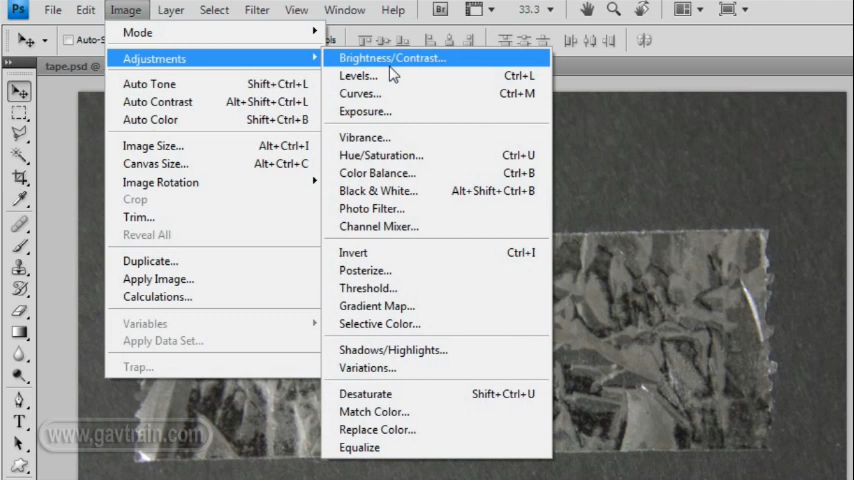 Ps File Edit Image Layer Select Filter View Window Help Br 33.3
Auto-S
ols
tape.psd @
Mode
Adjustments
Auto Tone Shift+Ctrl+L
Auto Contrast Alt+Shift+Ctrl+L
Auto Color Shift+Ctrl+B
Image Size... Alt+Ctrl+I
Canvas Size... Alt+Ctrl+C
Image Rotation
Crop
Trim...
Reveal All
Duplicate...
Apply Image...
Calculations...
Variables
Apply Data Set...
Trap...
Brightness/Contrast...
Levels... Ctrl+L
Curves... Ctrl+M
Exposure...
Vibrance...
Hue/Saturation... Ctrl+U
Color Balance... Ctrl+B
Black & White... Alt+Shift+Ctrl+B
Photo Filter...
Channel Mixer...
Invert Ctrl+I
Posterize...
Threshold...
Gradient Map...
Selective Color...
Shadows/Highlights...
Variations...
Desaturate Shift+Ctrl+U
Match Color...
Replace Color...
Equalize
T
www.gavtrain.com